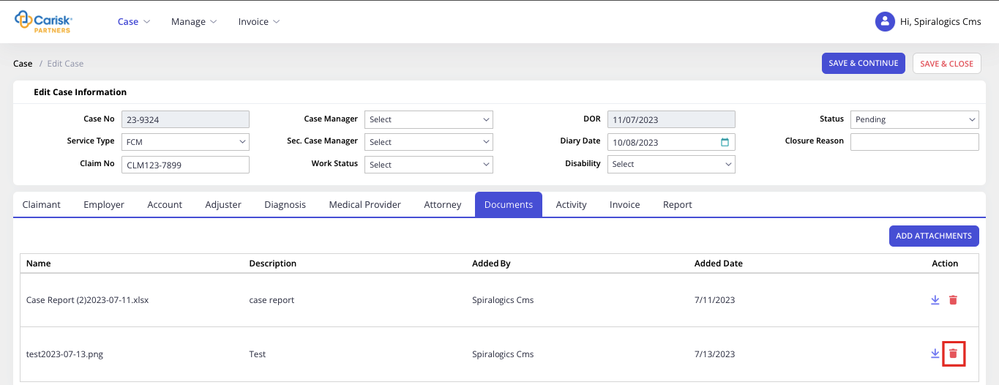 Carisk
PARTNERS
Case Manage Invoice
Hi, Spiralogics Cms
Case / Edit Case
SAVE & CONTINUE SAVE & CLOSE
Edit Case Information
Case No 23-9324 Case Manager Select DOR 11/07/2023 Status Pending
Service Type FCM Sec. Case Manager Select Diary Date 10/08/2023 Closure Reason
Claim No CLM123-7899 Work Status Select Disability Select
Claimant Employer Account Adjuster Diagnosis Medical Provider Attorney Documents Activity Invoice Report
ADD ATTACHMENTS
Name Description Added By Added Date Action
Case Report (2)2023-07-11.xlsx case report Spiralogics Cms 7/11/2023
test2023-07-13.png Test Spiralogics Cms 7/13/2023